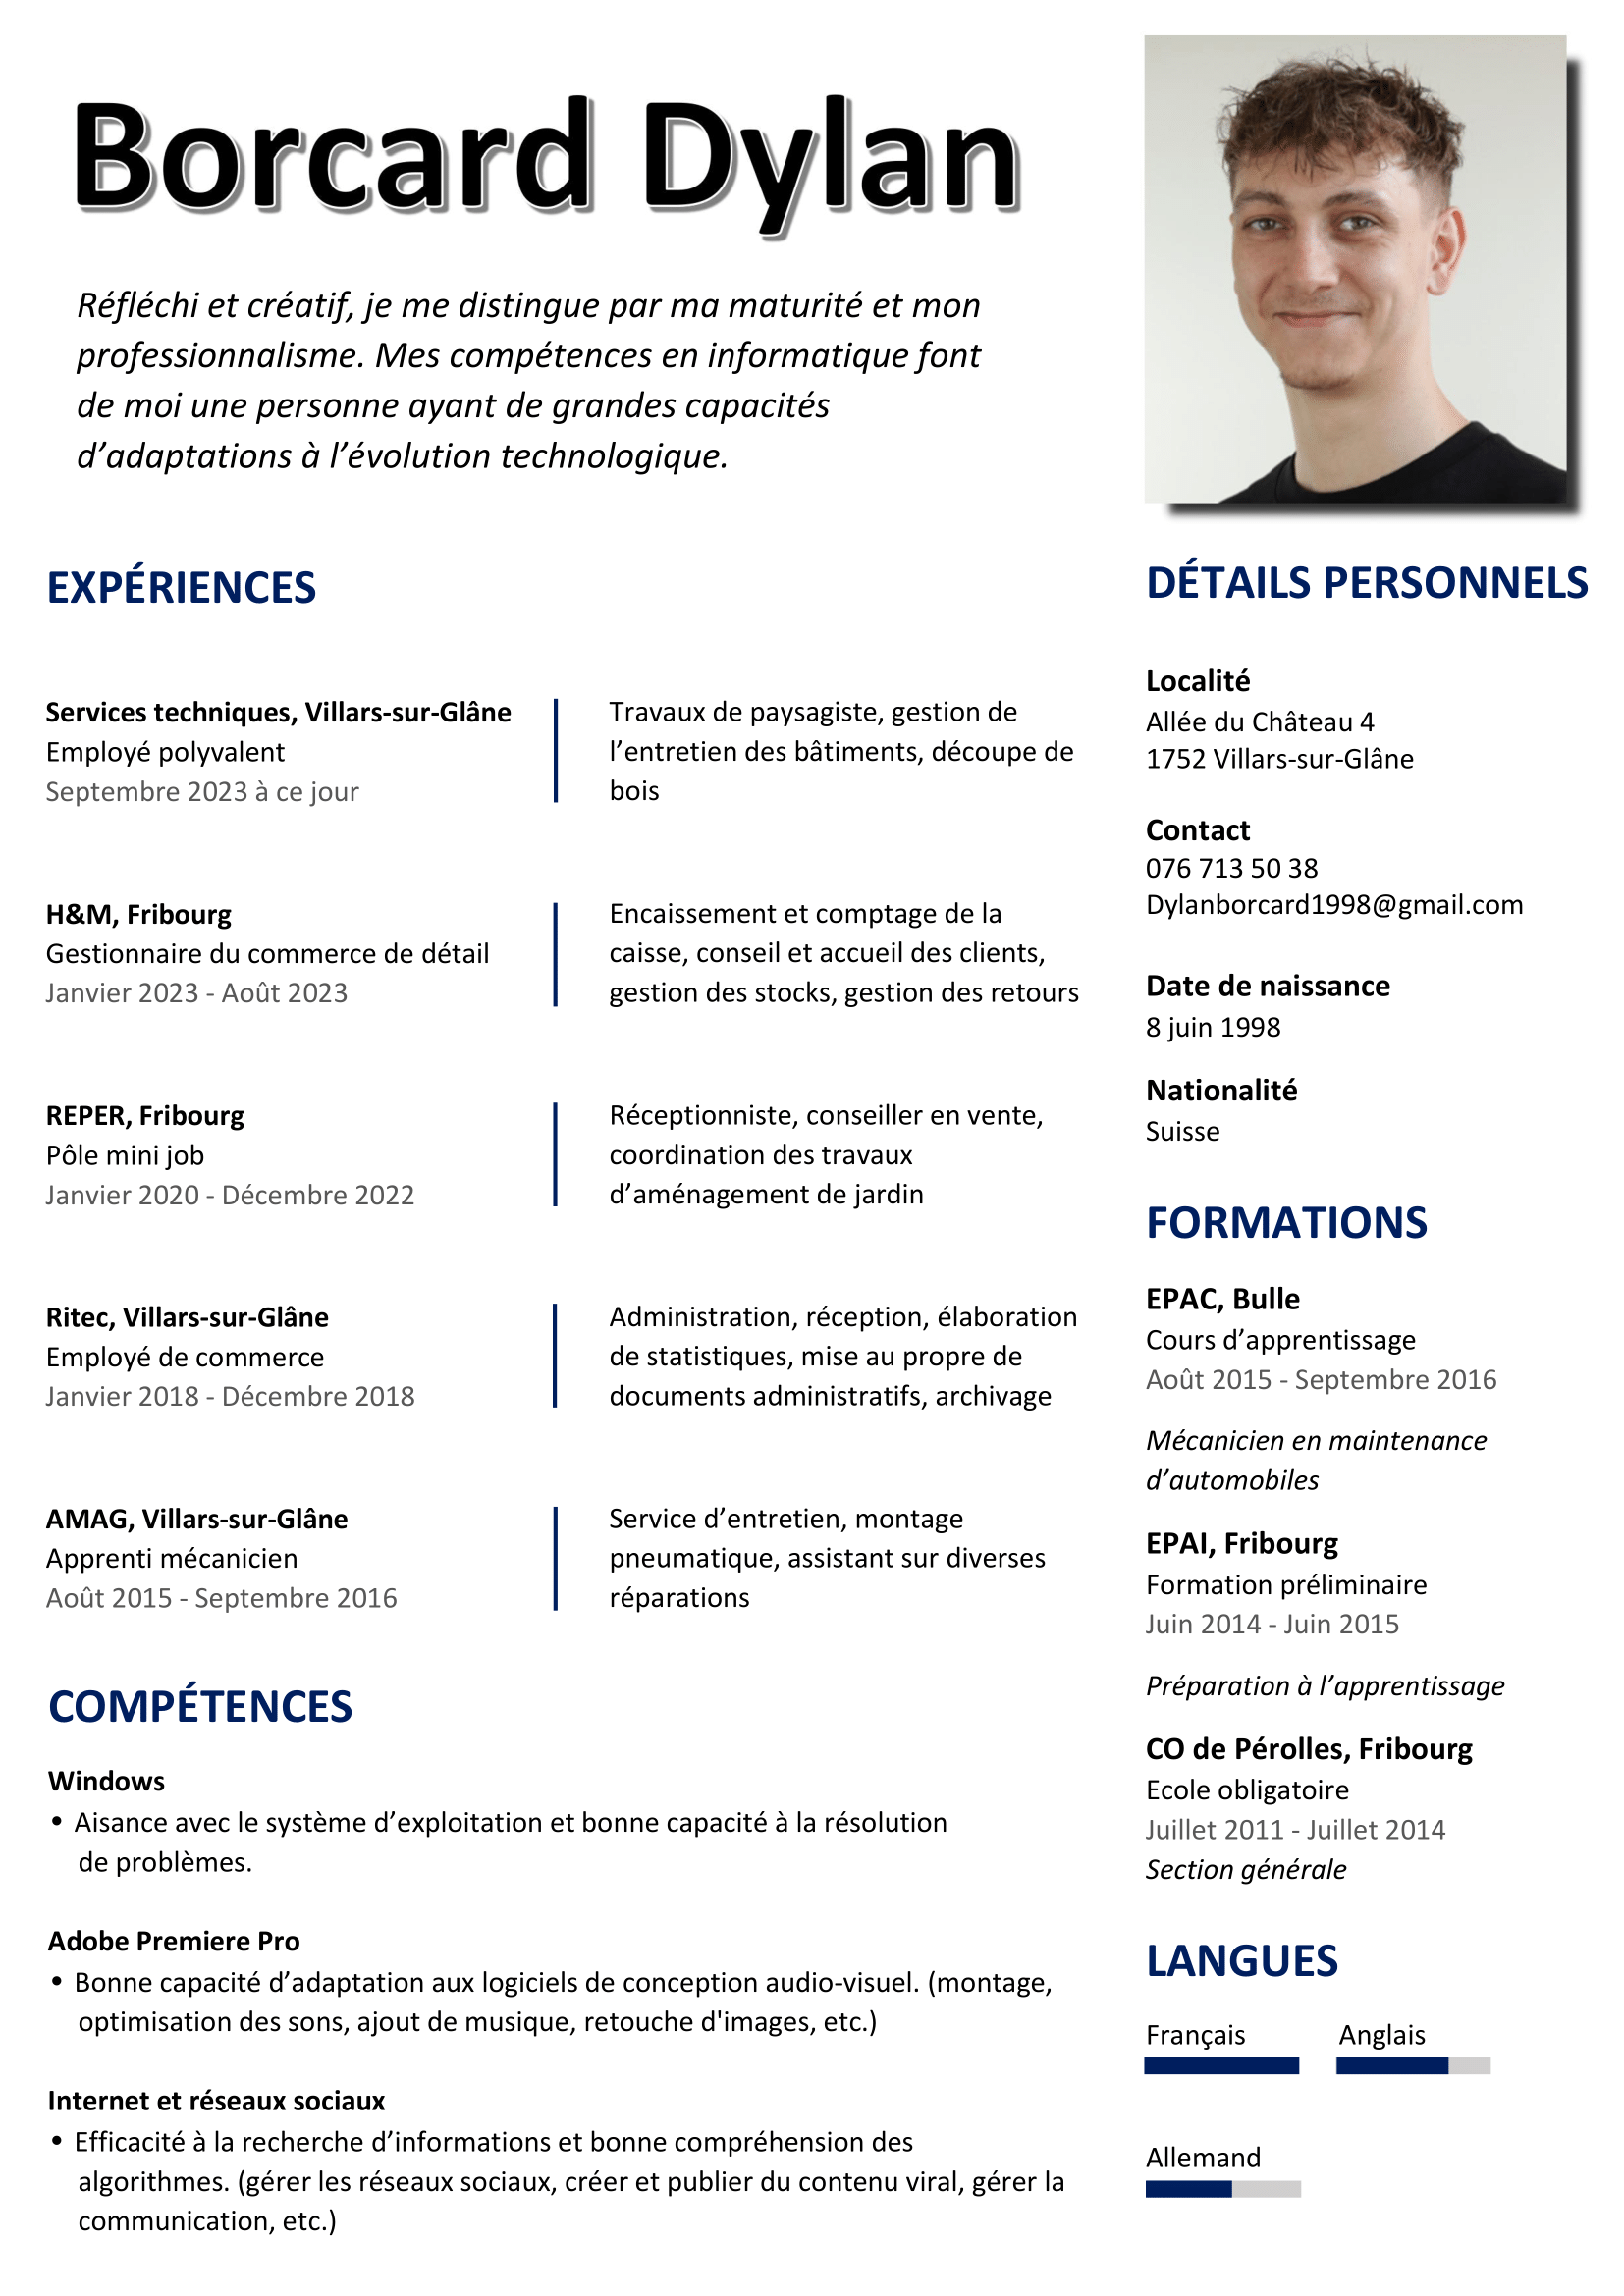 Borcard Dylan
Réfléchi et créatif, je me distingue par ma maturité et mon
professionnalisme. Mes compétences en informatique font
de moi une personne ayant de grandes capacités
d’adaptations à l’évolution technologique.
EXPÉRIENCES
Services techniques, Villars-sur-Glâne
Employé polyvalent
Septembre 2023 à ce jour
Travaux de paysagiste, gestion de
l’entretien des bâtiments, découpe de
bois
H&M, Fribourg
Gestionnaire du commerce de détail
Janvier 2023 - Août 2023
Encaissement et comptage de la
caisse, conseil et accueil des clients,
gestion des stocks, gestion des retours
REPER, Fribourg
Pôle mini job
Janvier 2020 - Décembre 2022
Réceptionniste, conseiller en vente,
coordination des travaux
d’aménagement de jardin
Ritec, Villars-sur-Glâne
Employé de commerce
Janvier 2018 - Décembre 2018
Administration, réception, élaboration
de statistiques, mise au propre de
documents administratifs, archivage
AMAG, Villars-sur-Glâne
Apprenti mécanicien
Août 2015 - Septembre 2016
Service d’entretien, montage
pneumatique, assistant sur diverses
réparations
COMPÉTENCES
Windows
• Aisance avec le système d’exploitation et bonne capacité à la résolution
de problèmes.
Adobe Premiere Pro
• Bonne capacité d’adaptation aux logiciels de conception audio-visuel. (montage,
optimisation des sons, ajout de musique, retouche d'images, etc.)
Internet et réseaux sociaux
• Efficacité à la recherche d’informations et bonne compréhension des
algorithmes. (gérer les réseaux sociaux, créer et publier du contenu viral, gérer la
communication, etc.)
DÉTAILS PERSONNELS
Localité
Allée du Château 4
1752 Villars-sur-Glâne
Contact
076 713 50 38
Dylanborcard1998@gmail.com
Date de naissance
8 juin 1998
Nationalité
Suisse
FORMATIONS
EPAC, Bulle
Cours d’apprentissage
Août 2015 - Septembre 2016
Mécanicien en maintenance
d’automobiles
EPAI, Fribourg
Formation préliminaire
Juin 2014 - Juin 2015
Préparation à l’apprentissage
CO de Pérolles, Fribourg
Ecole obligatoire
Juillet 2011 - Juillet 2014
Section générale
LANGUES
Français
Anglais
Allemand